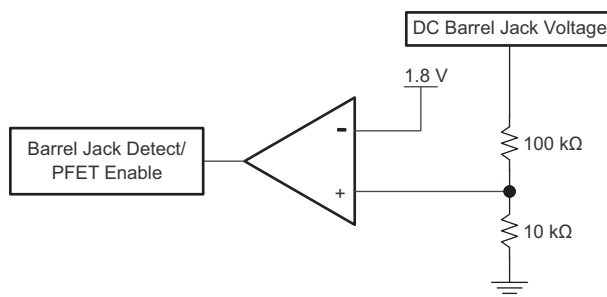 DC Barrel Jack Voltage
1.8 V
Barrel Jack Detect/
PFET Enable
-
+
100 kΩ
10 kΩ